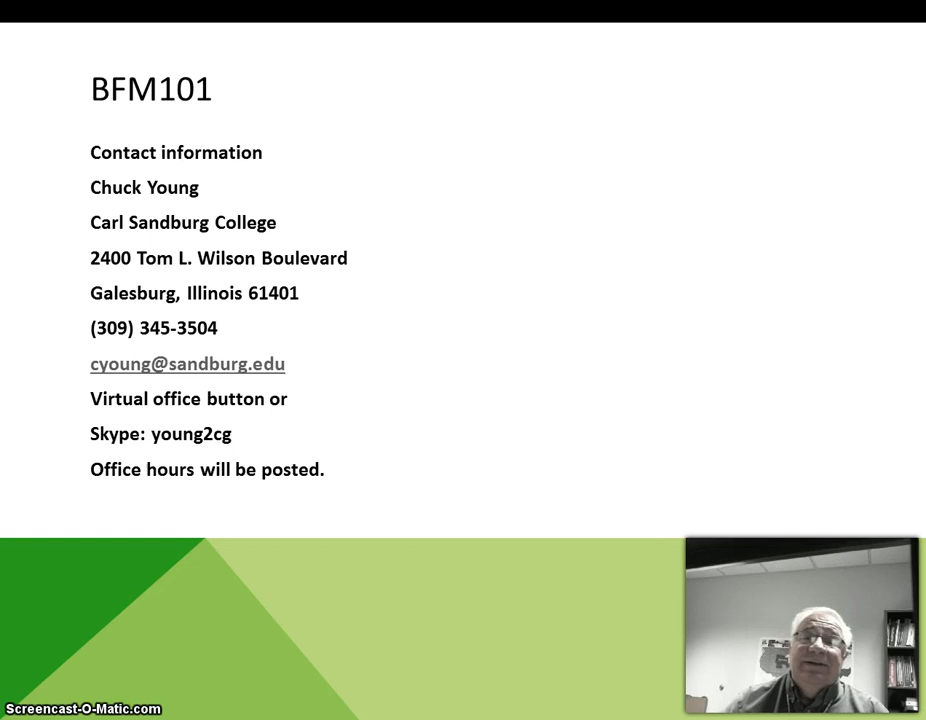 BFM101
Contact information
Chuck Young
Carl Sandburg College
2400 Tom L. Wilson Boulevard
Galesburg, Illinois 61401
(309) 345-3504
cyoung@sandburg.edu
Virtual office button or
Skype: young2cg
Office hours will be posted.
Screencast-O-Matic.com